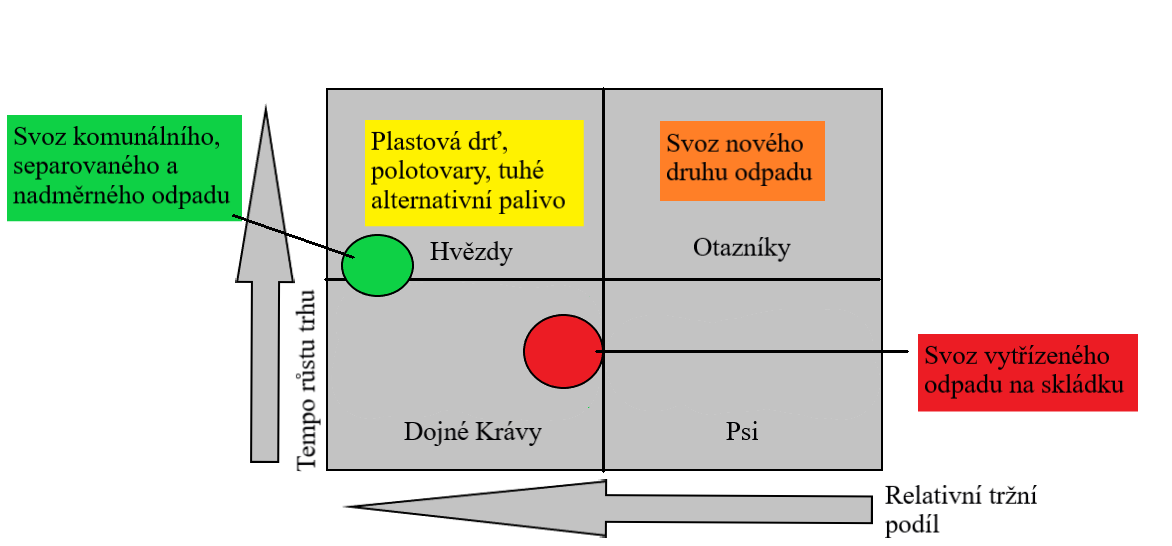 Svoz komunálního,
separovaného a
nadměrného odpadu
Plastová drť,
polotovary, tuhé
alternativní palivo
Svoz nového
druhu odpadu
Hvězdy
Otazníky
Tempo růstu trhu
Svoz vytřízeného
odpadu na skládku
Dojné Krávy
Psi
Relativní tržní
podíl